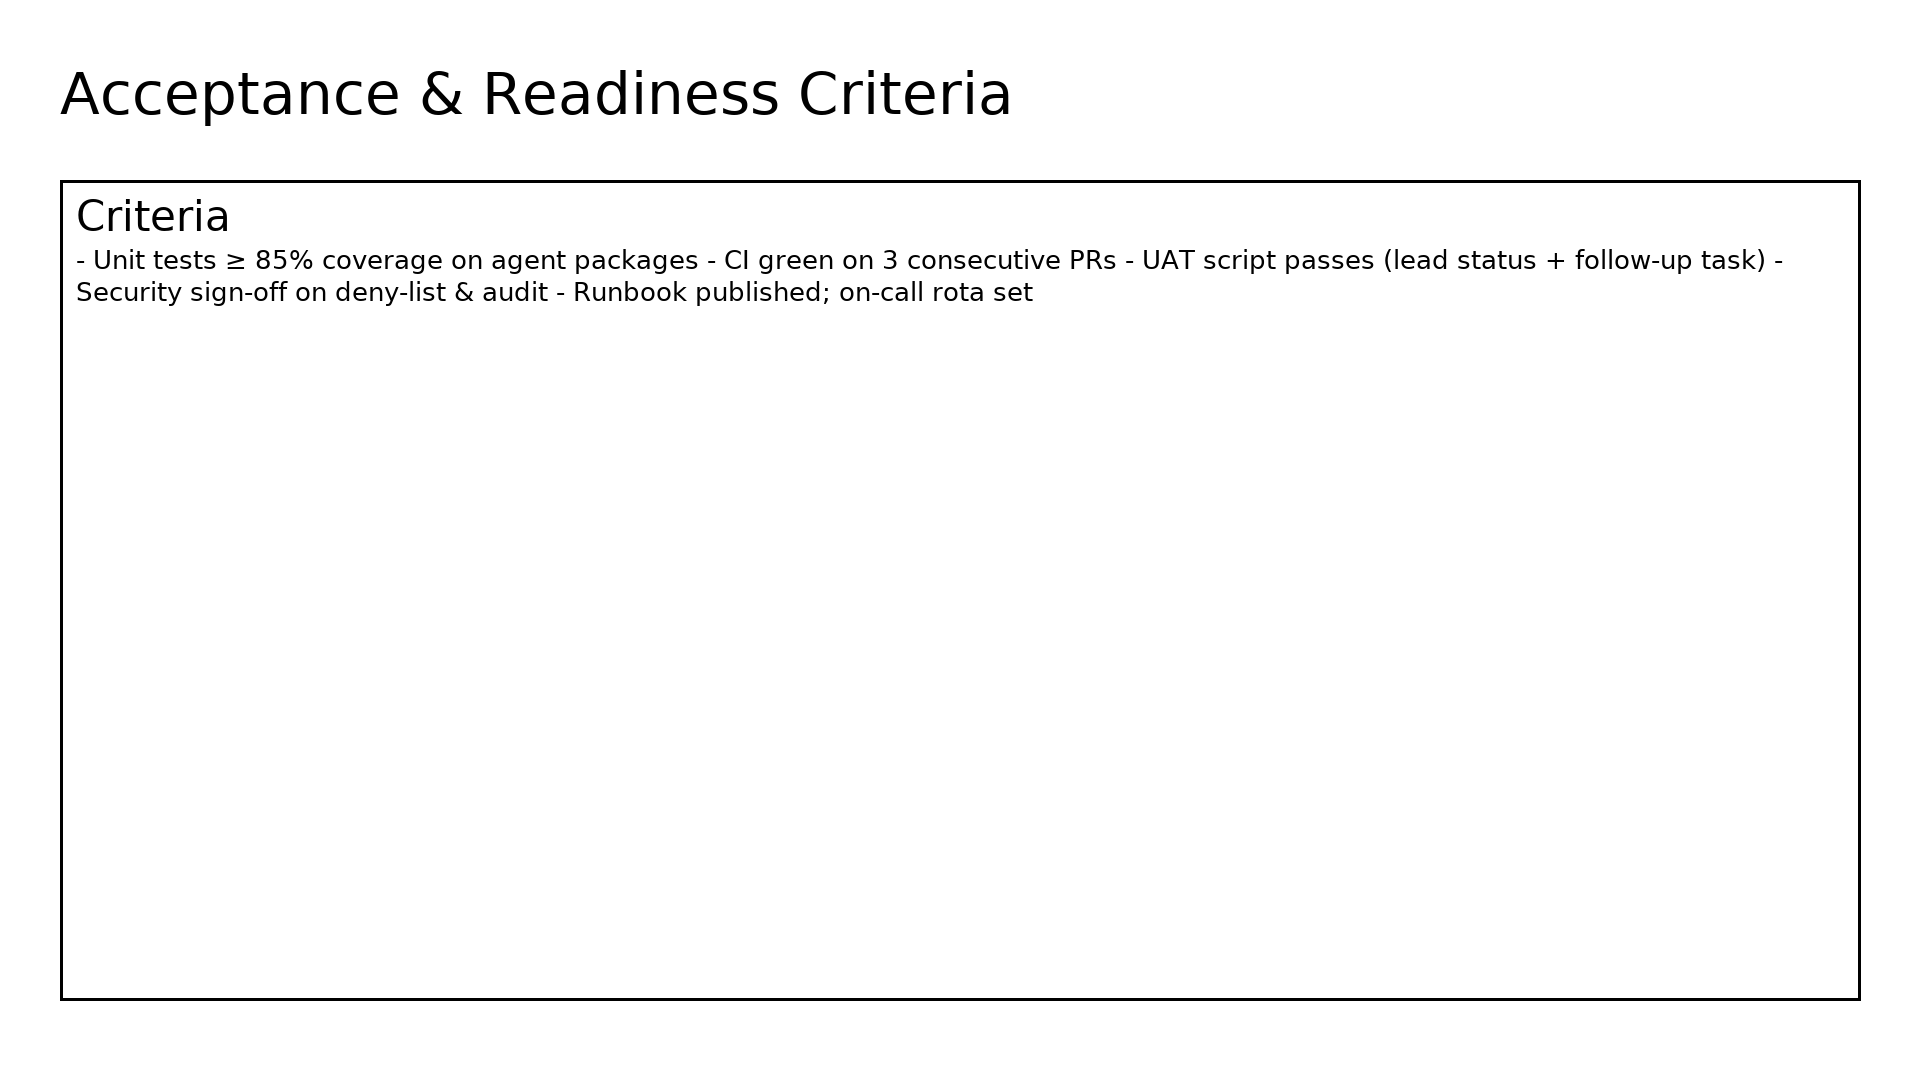 Acceptance & Readiness Criteria
Criteria
- Unit tests ≥ 85% coverage on agent packages - CI green on 3 consecutive PRs - UAT script passes (lead status + follow-up task) -
Security sign-off on deny-list & audit - Runbook published; on-call rota set